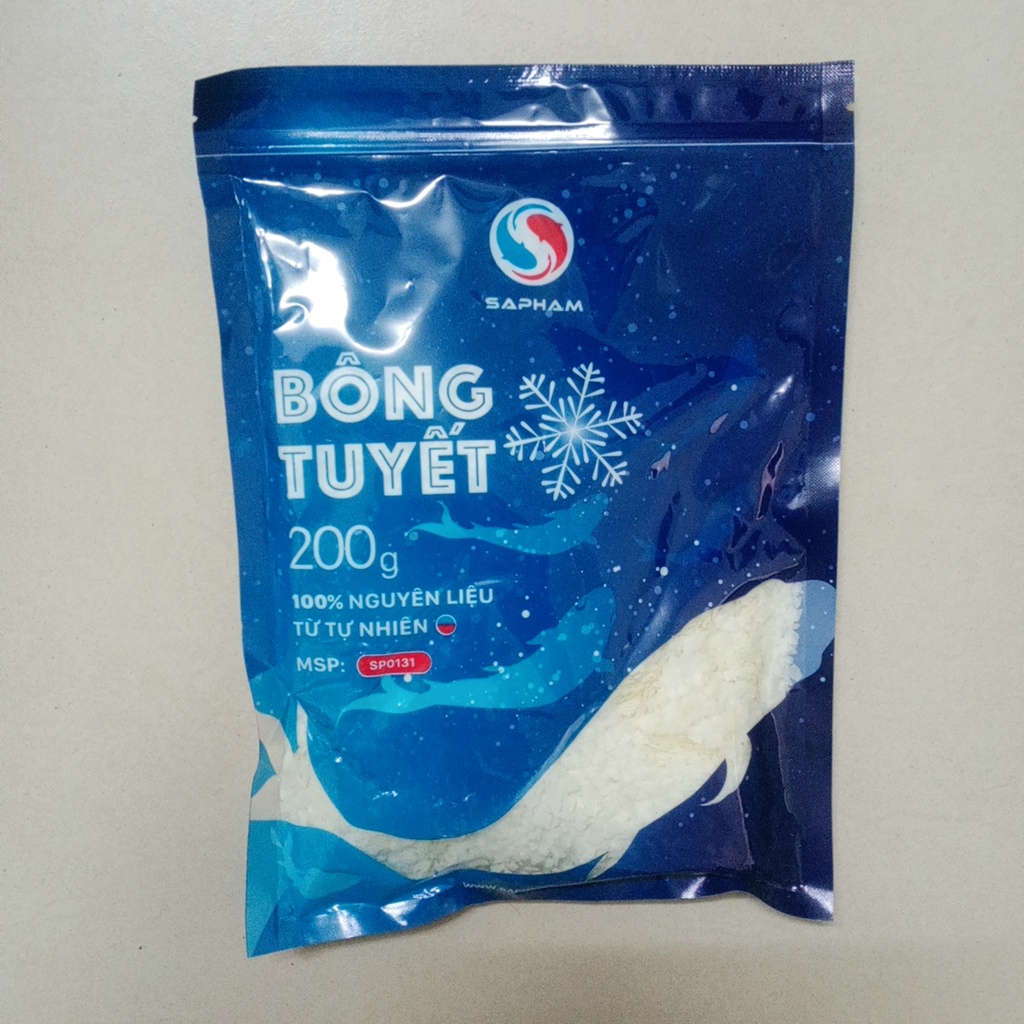 SAPHAM
BÔNG
TUYẾT
200g
100% NGUYÊN LIỆU
TỪ TỰ NHIÊN
MSP: SP0131